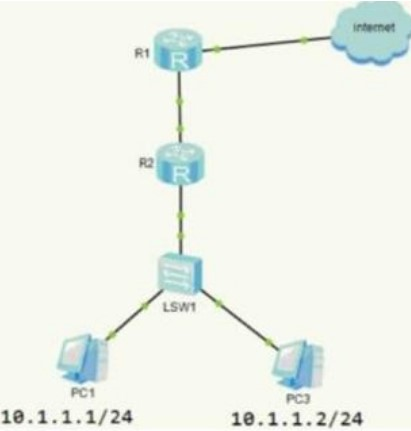 internet
R1
R
R2
R
LSW1
PC1
PC3
10.1.1.1/24
10.1.1.2/24